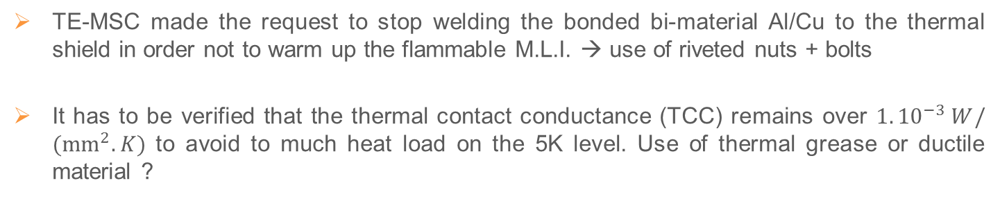 ➢ TE-MSC made the request to stop welding the bonded bi-material Al/Cu to the thermal
shield in order not to warm up the flammable M.L.I. → use of riveted nuts + bolts
➢ It has to be verified that the thermal contact conductance (TCC) remains over 1.10⁻³ W/
(mm².K) to avoid to much heat load on the 5K level. Use of thermal grease or ductile
material ?